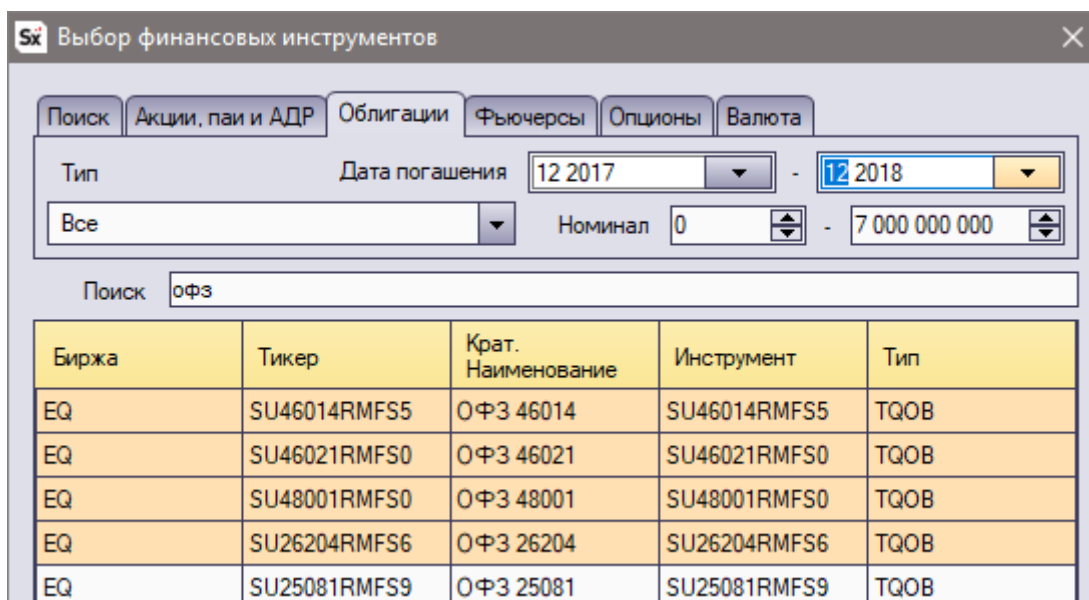 Sx Выбор финансовых инструментов
Поиск Акции, паи и АДР Облигации Фьючерсы Опционы Валюта
Тип Дата погашения 12 2017 - 12 2018
Все Номинал 0 - 7 000 000 000
Поиск офз
Биржа Тикер Крат. Наименование Инструмент Тип
EQ SU46014RMFS5 ОФЗ 46014 SU46014RMFS5 TQOB
EQ SU46021RMFS0 ОФЗ 46021 SU46021RMFS0 TQOB
EQ SU48001RMFS0 ОФЗ 48001 SU48001RMFS0 TQOB
EQ SU26204RMFS6 ОФЗ 26204 SU26204RMFS6 TQOB
EQ SU25081RMFS9 ОФЗ 25081 SU25081RMFS9 TQOB